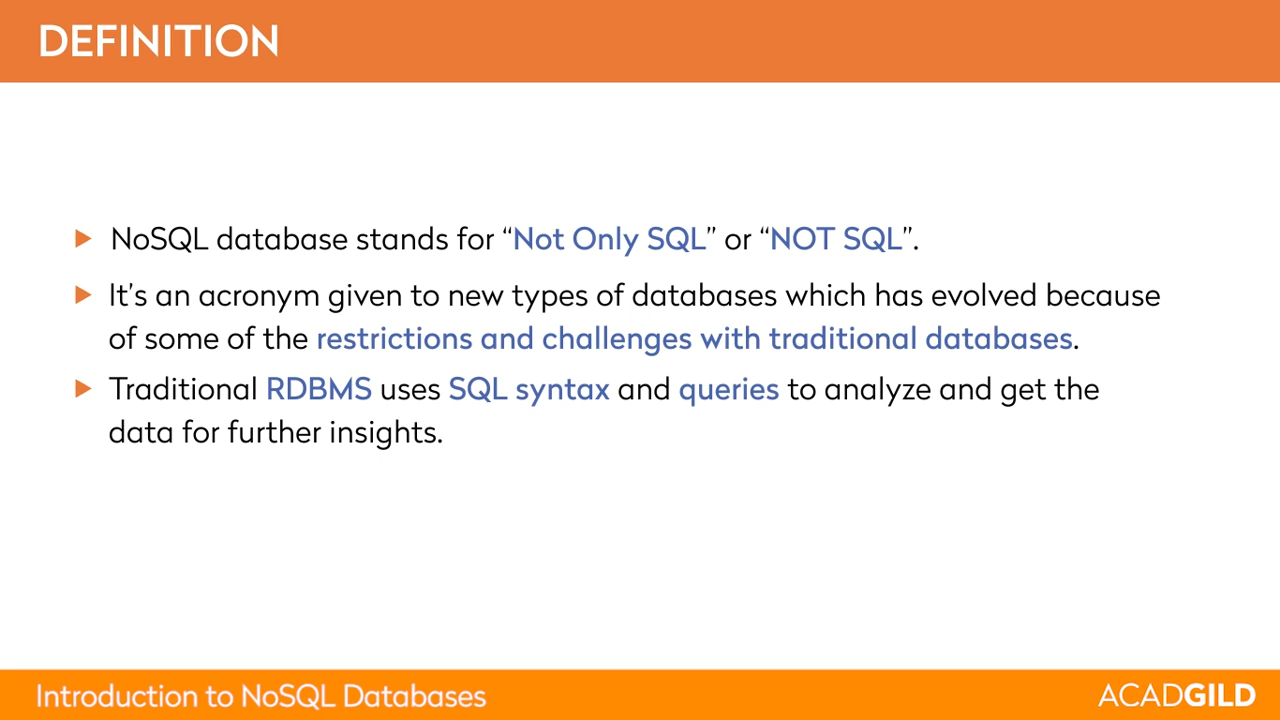 DEFINITION
NoSQL database stands for “Not Only SQL” or “NOT SQL”.
It’s an acronym given to new types of databases which has evolved because
of some of the restrictions and challenges with traditional databases.
Traditional RDBMS uses SQL syntax and queries to analyze and get the
data for further insights.
Introduction to NoSQL Databases
ACADGILD